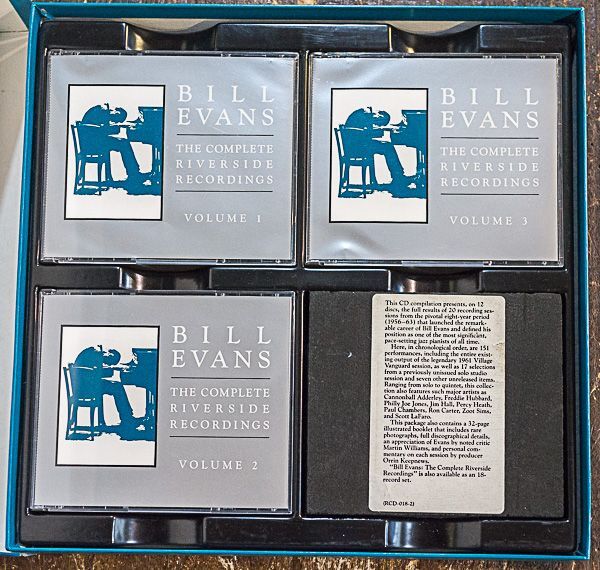 BILL
EVANS
THE COMPLETE
RIVERSIDE
RECORDINGS
VOLUME 1
BILL
EVANS
THE COMPLETE
RIVERSIDE
RECORDINGS
VOLUME 3
BILL
EVANS
THE COMPLETE
RIVERSIDE
RECORDINGS
VOLUME 2
This CD compilation presents, on 12
discs, the full results of 20 recording ses-
sions from the pivotal eight-year period
(1956–63) that launched the remark-
able career of Bill Evans and defined his
position as one of the most significant,
pace-setting jazz pianists of all time.
Here, in chronological order, are 151
performances, including the entire exist-
ing output of the legendary 1961 Village
Vanguard session, as well as 17 selections
from a previously unissued solo studio
session and seven other unreleased items.
Ranging from solo to quintet, this collec-
tion also features such major artists as
Cannonball Adderley, Freddie Hubbard,
Philly Joe Jones, Jim Hall, Percy Heath,
Paul Chambers, Ron Carter, Zoot Sims,
and Scott LaFaro.
This package also contains a 32-page
illustrated booklet that includes rare
photographs, full discographical details,
an appreciation of Evans by noted critic
Martin Williams, and personal com-
mentary on each session by producer
Orrin Keepnews.
"Bill Evans: The Complete Riverside
Recordings" is also available as an 18-
record set.
(RCD-018-2)